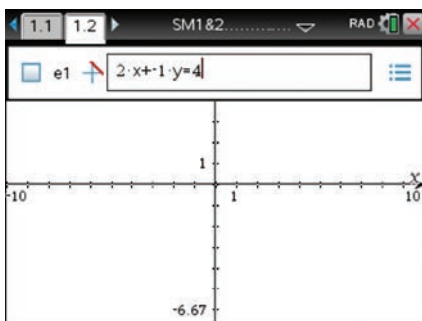 1.1 1.2 SM1&2............. RAD
e1 2·x+-1·y=4
1
x
-10 1 10
-6.67